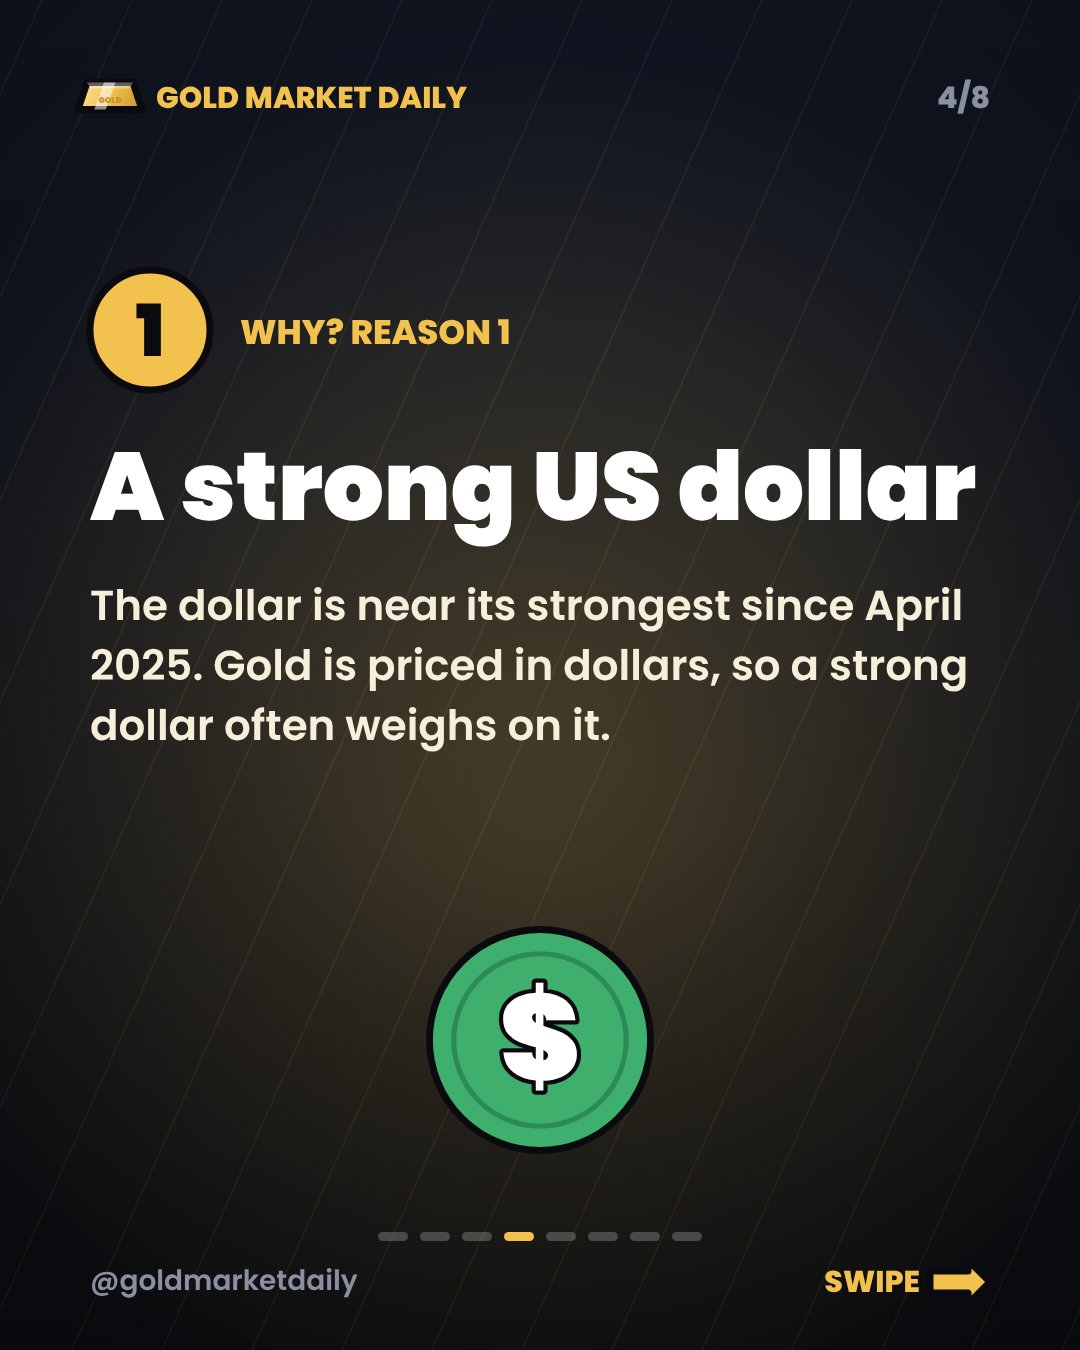 GOLD
GOLD MARKET DAILY
4/8
1
WHY? REASON 1
A strong US dollar
The dollar is near its strongest since April
2025. Gold is priced in dollars, so a strong
dollar often weighs on it.
$
@goldmarketdaily
SWIPE